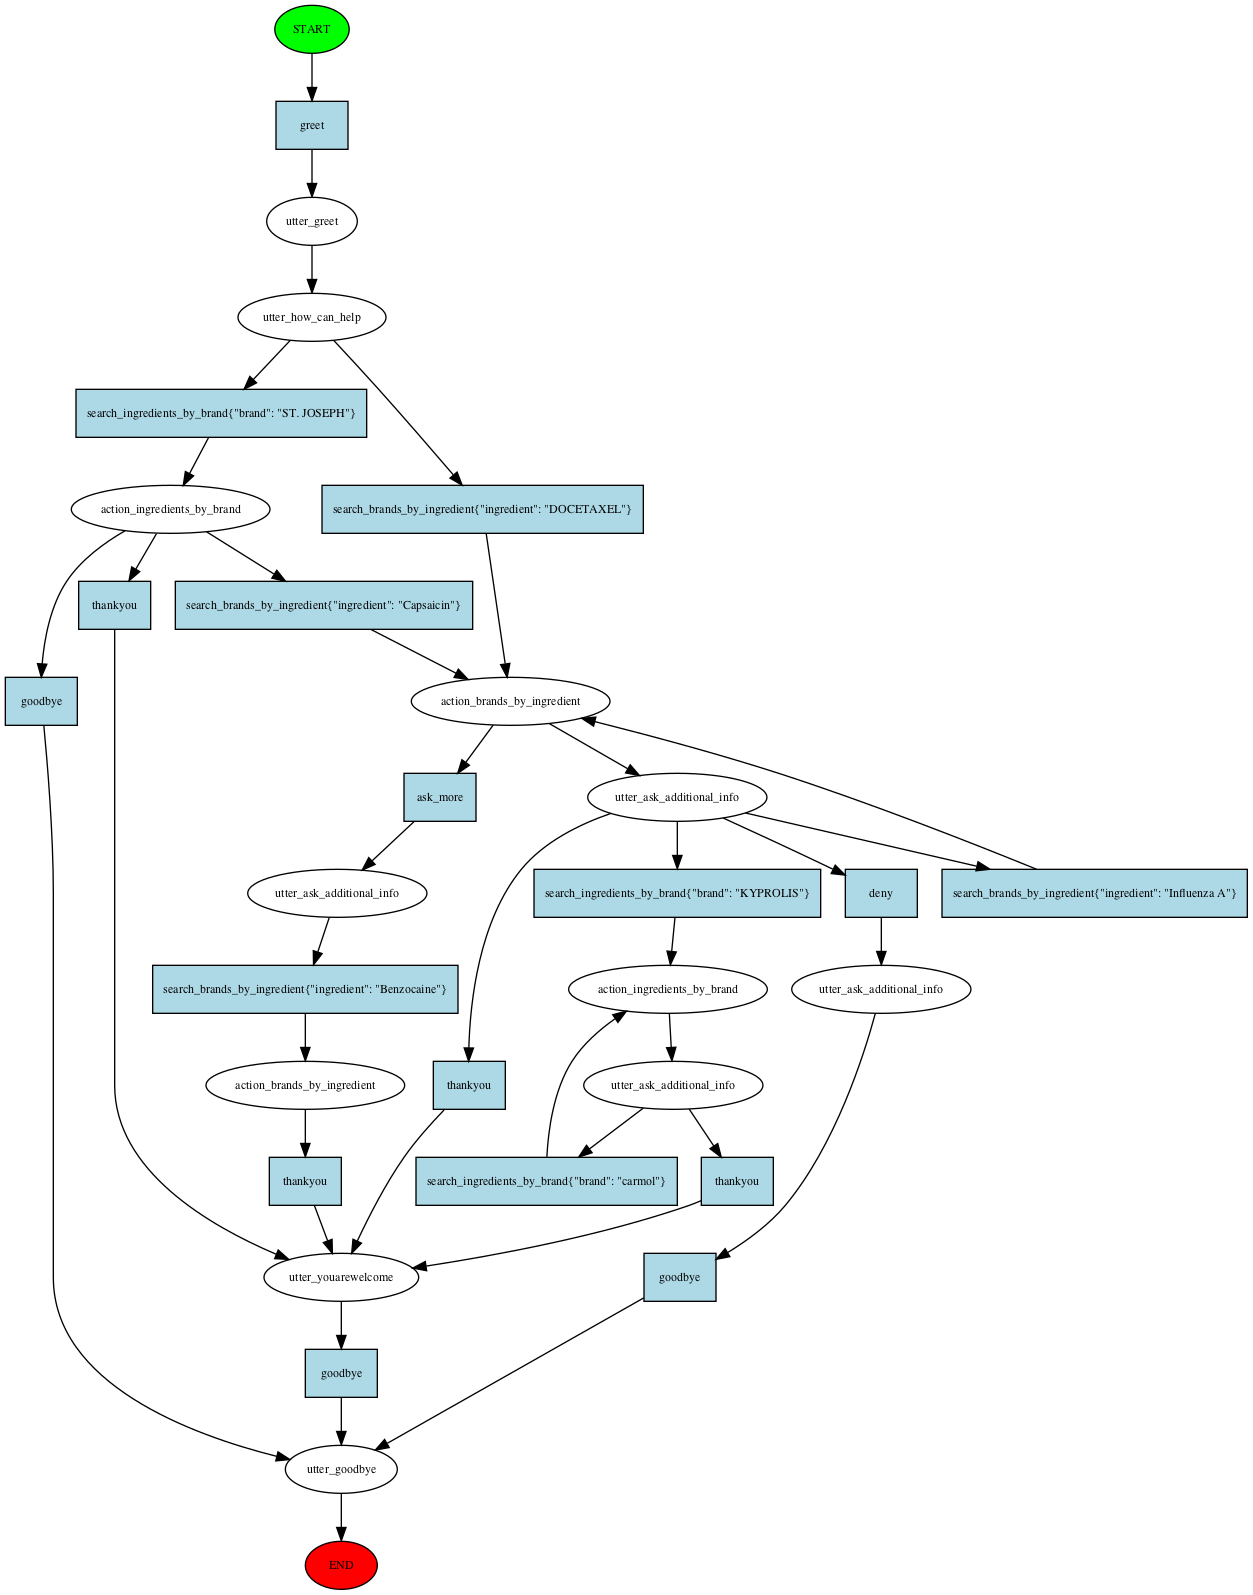 START
greet
utter_greet
utter_how_can_help
search_ingredients_by_brand{"brand": "ST. JOSEPH"}
action_ingredients_by_brand
search_brands_by_ingredient{"ingredient": "DOCETAXEL"}
thankyou
search_brands_by_ingredient{"ingredient": "Capsaicin"}
goodbye
action_brands_by_ingredient
ask_more
utter_ask_additional_info
utter_ask_additional_info
search_ingredients_by_brand{"brand": "KYPROLIS"}
deny
search_brands_by_ingredient{"ingredient": "Influenza A"}
search_brands_by_ingredient{"ingredient": "Benzocaine"}
action_ingredients_by_brand
utter_ask_additional_info
action_brands_by_ingredient
thankyou
utter_ask_additional_info
thankyou
search_ingredients_by_brand{"brand": "carmol"}
thankyou
utter_youarewelcome
goodbye
goodbye
utter_goodbye
END